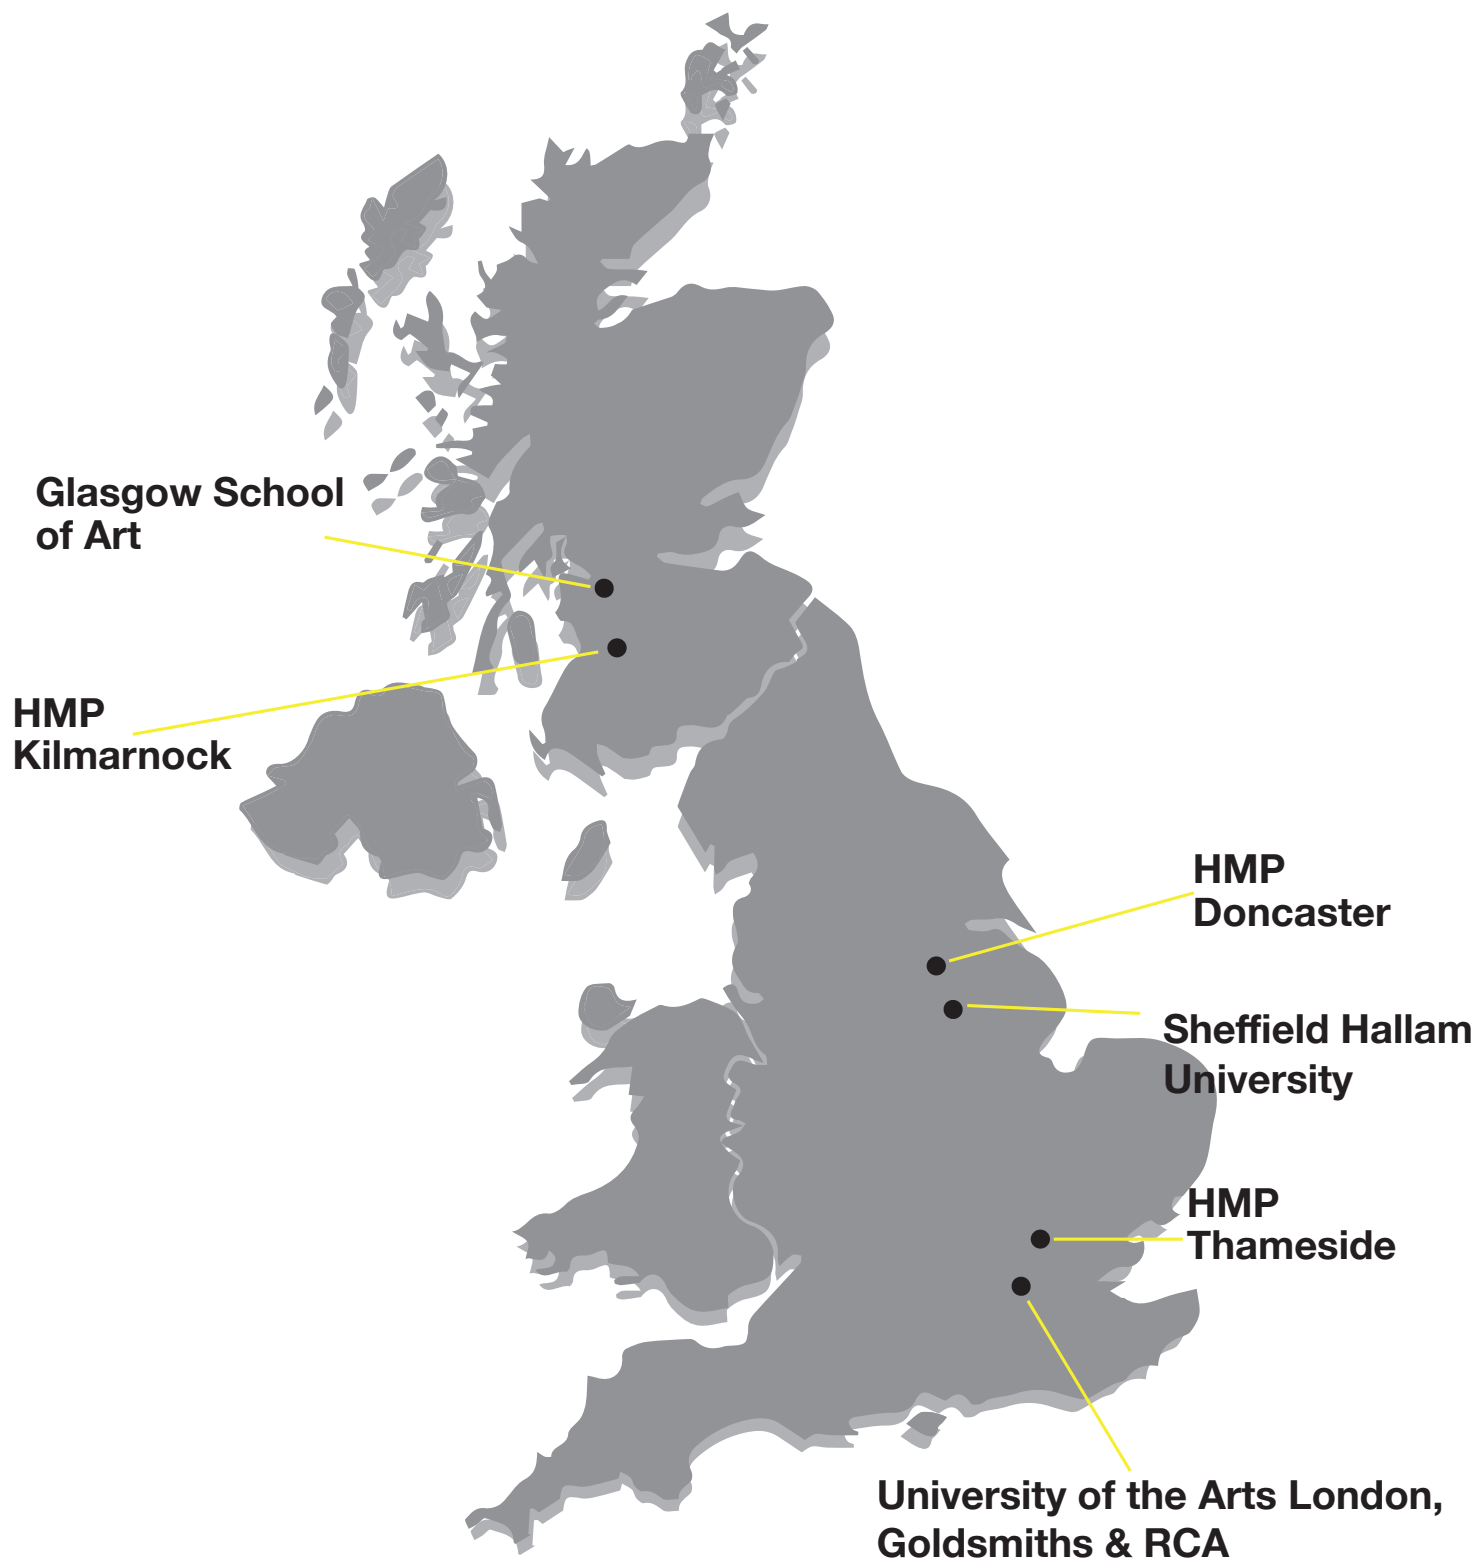 Glasgow School
of Art
HMP
Kilmarnock
HMP
Doncaster
Sheffield Hallam
University
HMP
Thameside
University of the Arts London,
Goldsmiths & RCA